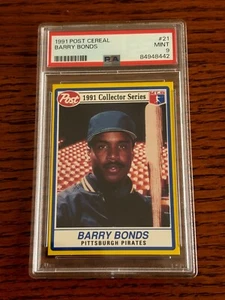 1991 POST CEREAL #21
BARRY BONDS MINT
9
PSA 84948442
Post 1991 Collector Series
BARRY BONDS
PITTSBURGH PIRATES